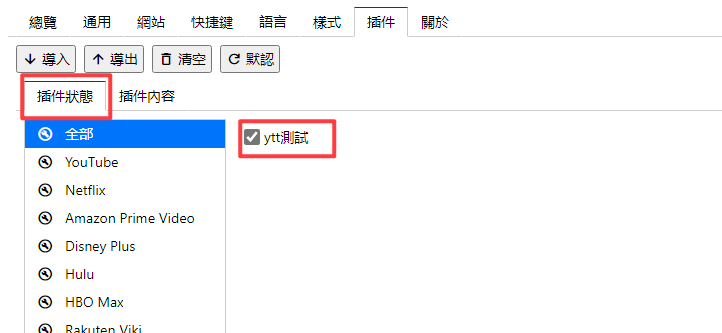 總覽 通用 網站 快捷鍵 語言 樣式 插件 關於
導入 導出 清空 默認
插件狀態 插件內容
全部
ytt測試
YouTube
Netflix
Amazon Prime Video
Disney Plus
Hulu
HBO Max
Rakuten Viki